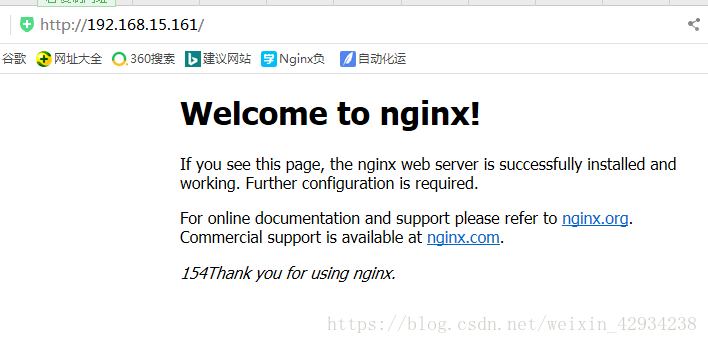 http://192.168.15.161/
谷歌 网址大全 360搜索 建议网站 Nginx负 自动化运
Welcome to nginx!
If you see this page, the nginx web server is successfully installed and
working. Further configuration is required.
For online documentation and support please refer to nginx.org.
Commercial support is available at nginx.com.
154Thank you for using nginx.
https://blog.csdn.net/weixin_42934238